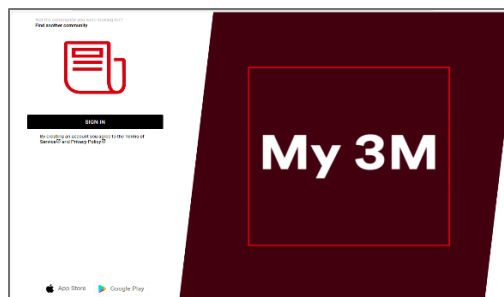 Not the community you were looking for?
Find another community
SIGN IN
By creating an account you agree to the Terms of
Service and Privacy Policy
App Store
Google Play
My 3M